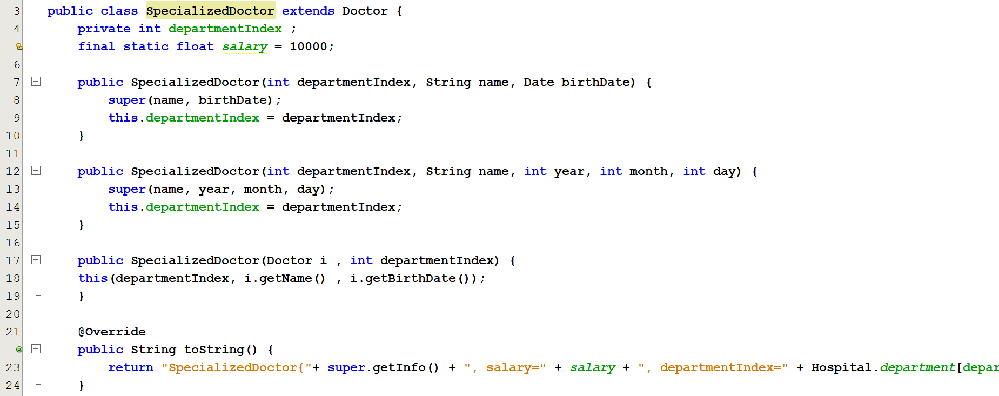 3 public class SpecializedDoctor extends Doctor {
4 private int departmentIndex ;
final static float salary = 10000;
6
7 public SpecializedDoctor(int departmentIndex, String name, Date birthDate) {
8 super(name, birthDate);
9 this.departmentIndex = departmentIndex;
10 }
11
12 public SpecializedDoctor(int departmentIndex, String name, int year, int month, int day) {
13 super(name, year, month, day);
14 this.departmentIndex = departmentIndex;
15 }
16
17 public SpecializedDoctor(Doctor i , int departmentIndex) {
18 this(departmentIndex, i.getName() , i.getBirthDate());
19 }
20
21 @Override
public String toString() {
23 return "SpecializedDoctor{"+ super.getInfo() + ", salary=" + salary + ", departmentIndex=" + Hospital.department[depar
24 }